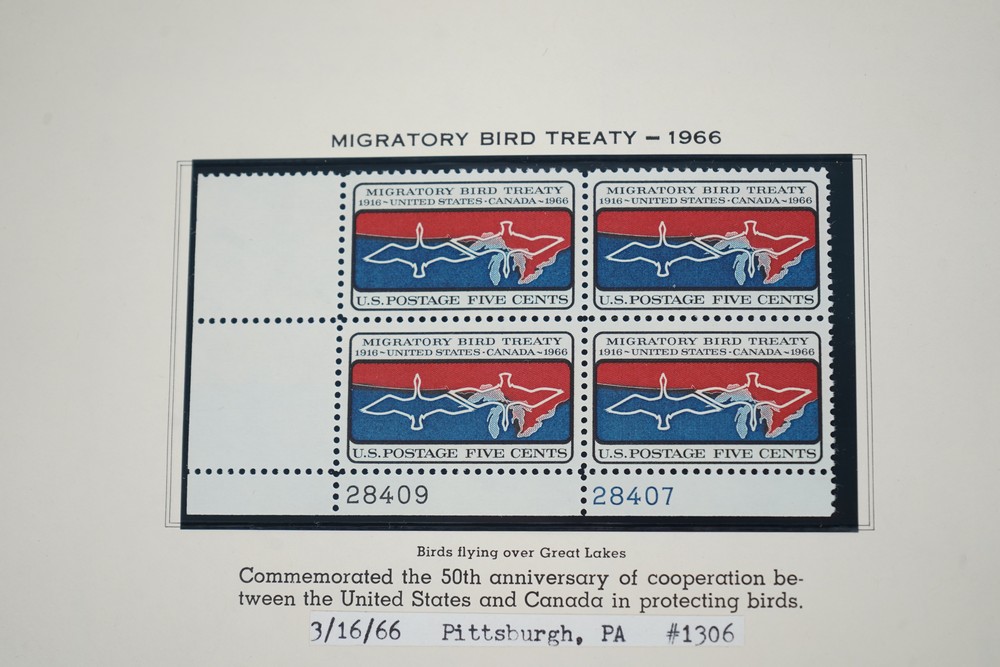 MIGRATORY BIRD TREATY – 1966
MIGRATORY BIRD TREATY
1916~UNITED STATES·CANADA~1966
U.S. POSTAGE FIVE CENTS
MIGRATORY BIRD TREATY
1916~UNITED STATES·CANADA~1966
U.S. POSTAGE FIVE CENTS
MIGRATORY BIRD TREATY
1916~UNITED STATES·CANADA~1966
U.S. POSTAGE FIVE CENTS
MIGRATORY BIRD TREATY
1916~UNITED STATES·CANADA~1966
U.S. POSTAGE FIVE CENTS
28409
28407
Birds flying over Great Lakes
Commemorated the 50th anniversary of cooperation be-
tween the United States and Canada in protecting birds.
3/16/66 Pittsburgh, PA #1306